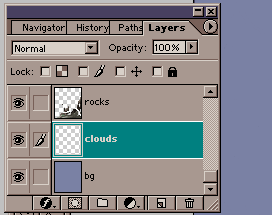 Navigator History Paths Layers
Normal Opacity: 100%
Lock:
rocks
clouds
bg